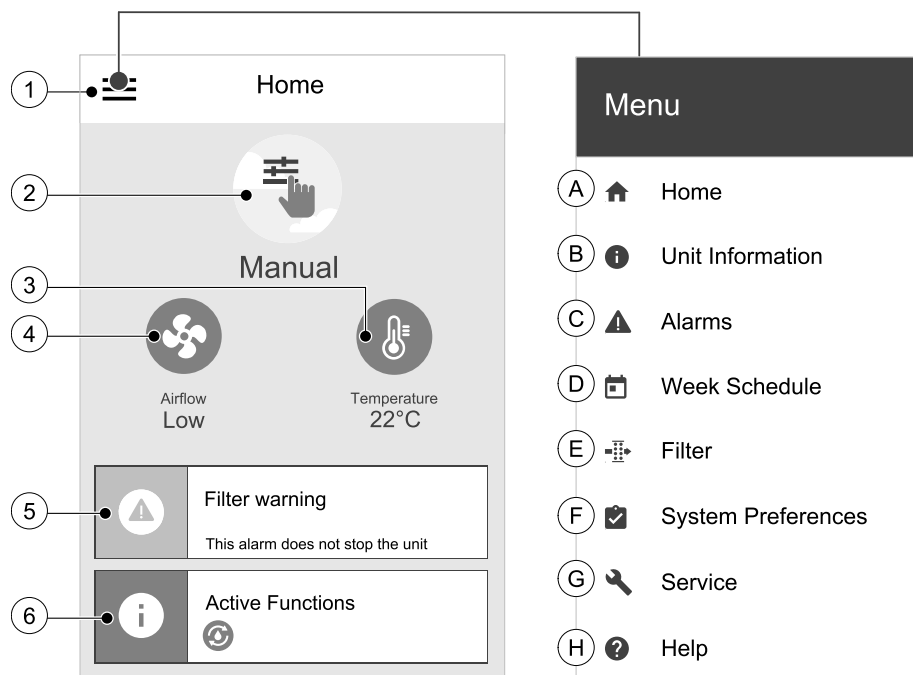 1
Home
2
Manual
3
4
Airflow
Low
Temperature
22°C
5
Filter warning
This alarm does not stop the unit
6
Active Functions
Menu
A Home
B Unit Information
C Alarms
D Week Schedule
E Filter
F System Preferences
G Service
H Help